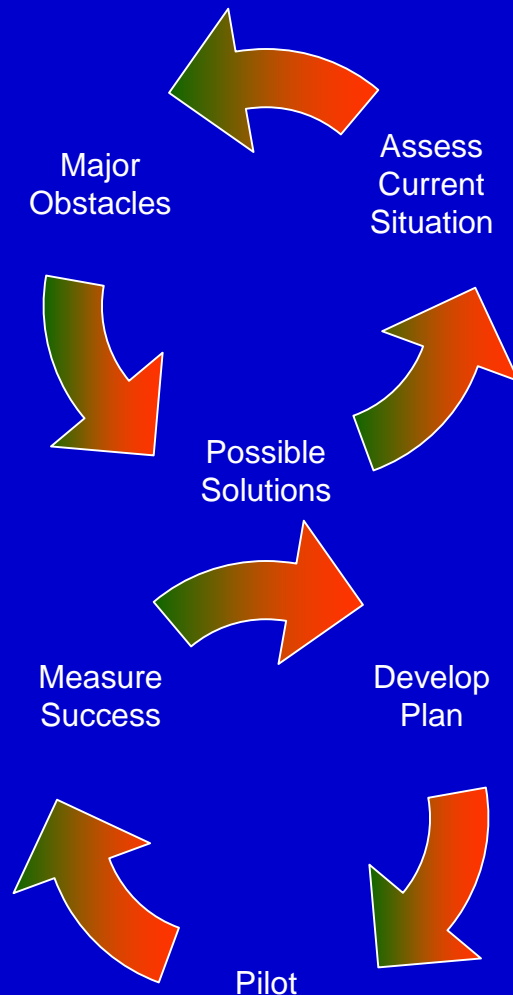 Major
Obstacles
Assess
Current
Situation
Possible
Solutions
Measure
Success
Develop
Plan
Pilot